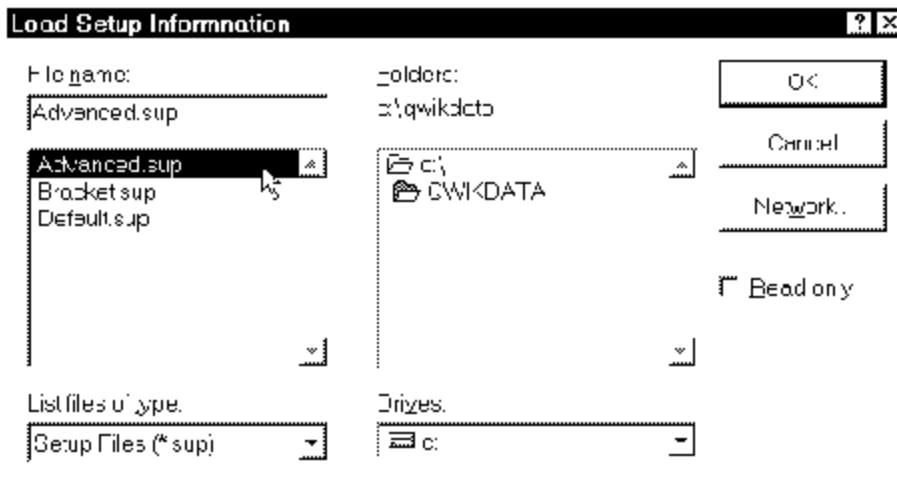 Load Setup Informnation
File name:
Advanced.sup
Advanced.sup
Bracket.sup
Default.sup
List files of type:
Setup Files (*.sup)
Folders:
c:\qwikdata
c:\
QWIKDATA
Drives:
c:
OK
Cancel
Network..
Read only